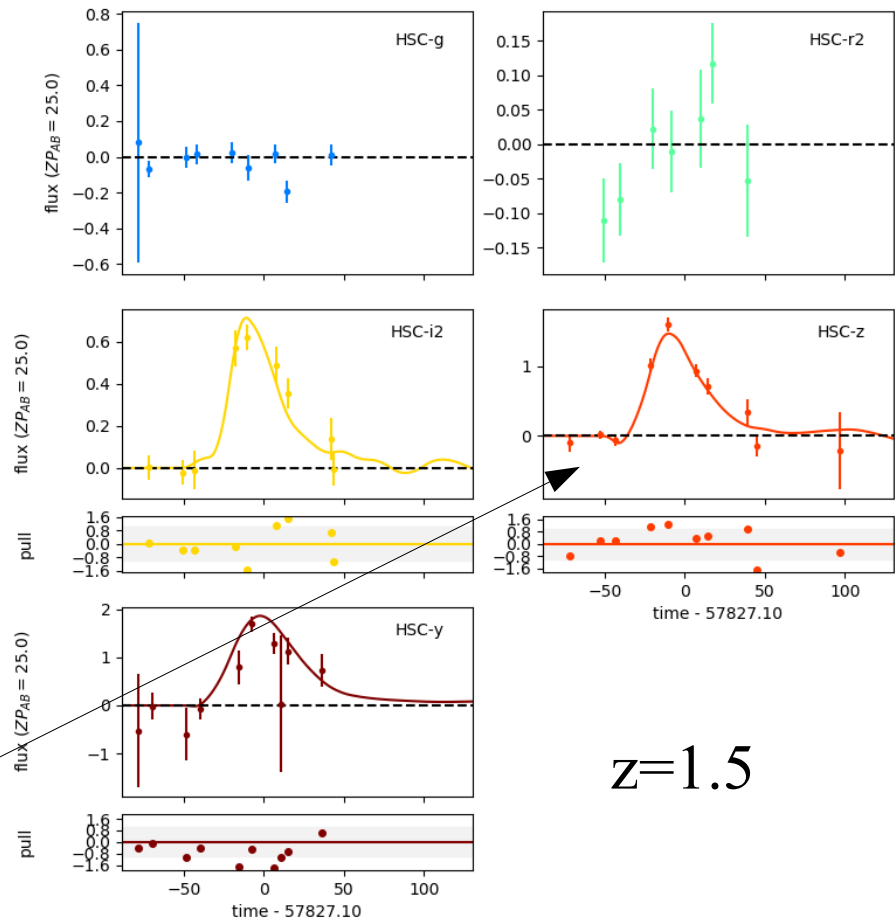 HSC-g
flux (ZP_AB = 25.0)
0.8
0.6
0.4
0.2
0.0
−0.2
−0.4
−0.6
HSC-r2
0.15
0.10
0.05
0.00
−0.05
−0.10
−0.15
HSC-i2
flux (ZP_AB = 25.0)
0.6
0.4
0.2
0.0
pull
1.6
0.8
0.0
−0.8
−1.6
HSC-z
1
0
1.6
0.8
0.0
−0.8
−1.6
−50 0 50 100
time - 57827.10
HSC-y
flux (ZP_AB = 25.0)
2
1
0
−1
z=1.5
pull
1.6
0.8
0.0
−0.8
−1.6
−50 0 50 100
time - 57827.10